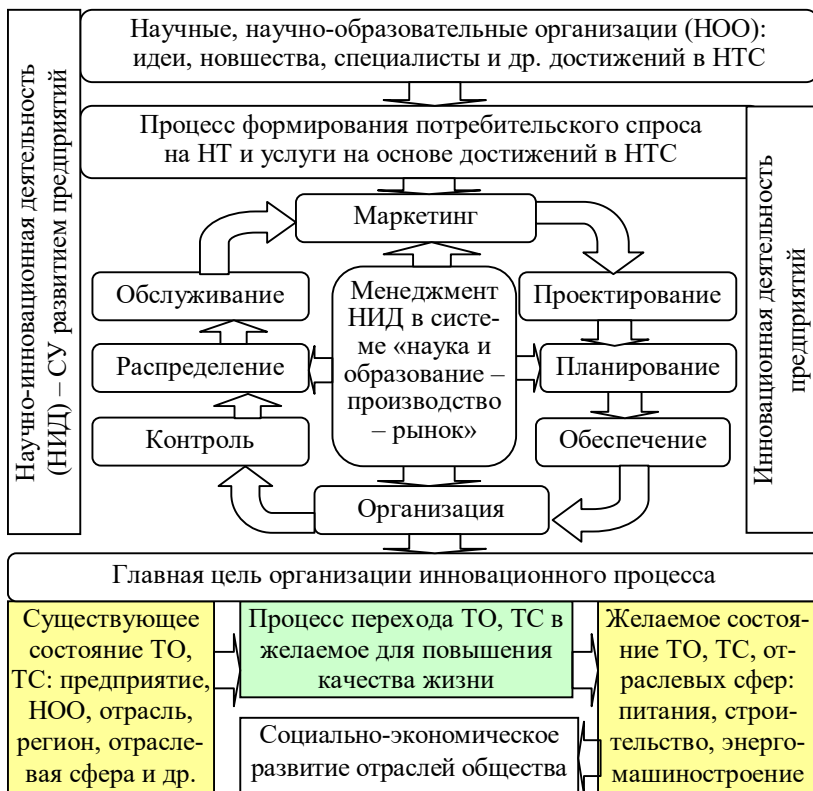 Научные, научно-образовательные организации (НОО):
идеи, новшества, специалисты и др. достижений в НТС
Научно-инновационная деятельность
(НИД) – СУ развитием предприятий)
Процесс формирования потребительского спроса
на НТ и услуги на основе достижений в НТС
Инновационная деятельность
предприятий
Маркетинг
Обслуживание
Менеджмент
НИД в систе-
ме «наука и
образование –
производство
– рынок»
Проектирование
Распределение
Планирование
Контроль
Обеспечение
Организация
Главная цель организации инновационного процесса
Существующее
состояние ТО,
ТС: предприятие,
НОО, отрасль,
регион, отрасле-
вая сфера и др.
Процесс перехода ТО, ТС в
желаемое для повышения
качества жизни
Желаемое состоя-
ние ТО, ТС, от-
раслевых сфер:
питания, строи-
тельство, энерго-
машиностроение
Социально-экономическое
развитие отраслей общества